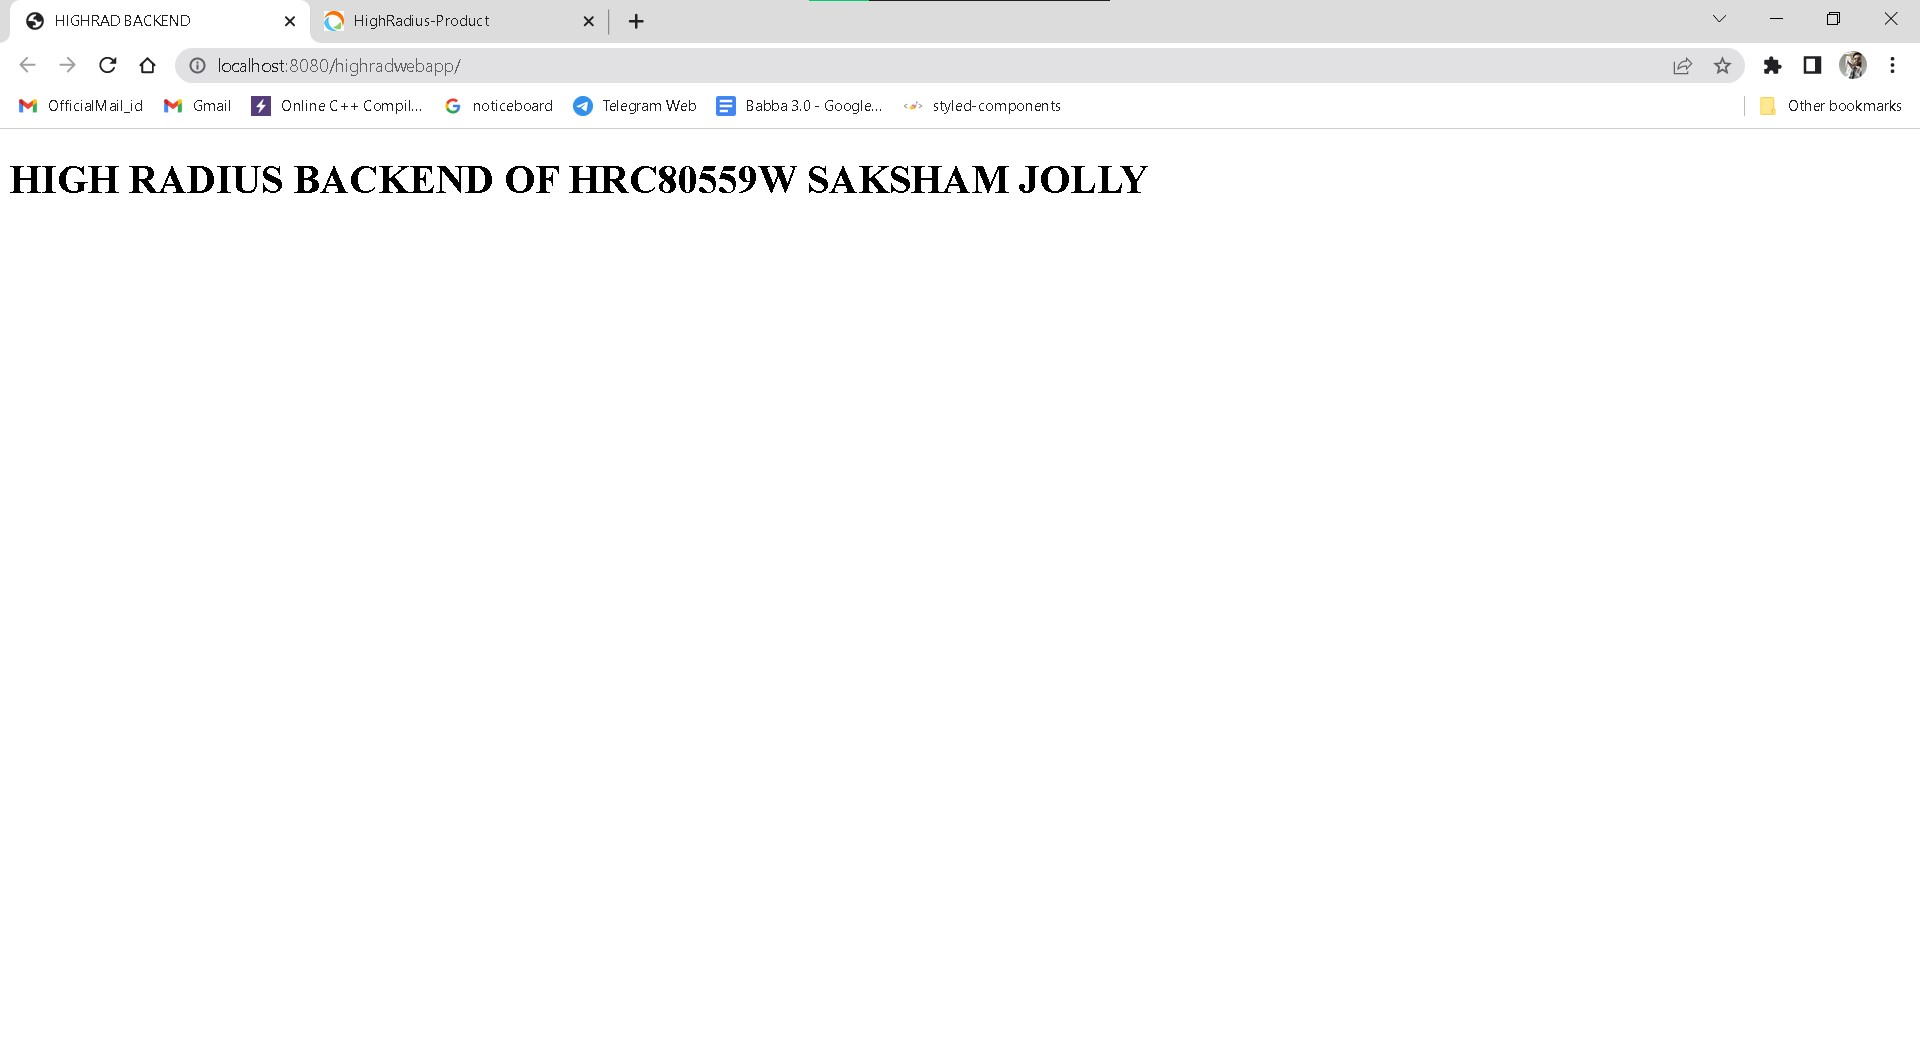 HIGHRAD BACKEND
HighRadius-Product
localhost:8080/highradwebapp/
OfficialMail_id Gmail Online C++ Compil... noticeboard Telegram Web Babba 3.0 - Google... styled-components Other bookmarks
HIGH RADIUS BACKEND OF HRC80559W SAKSHAM JOLLY